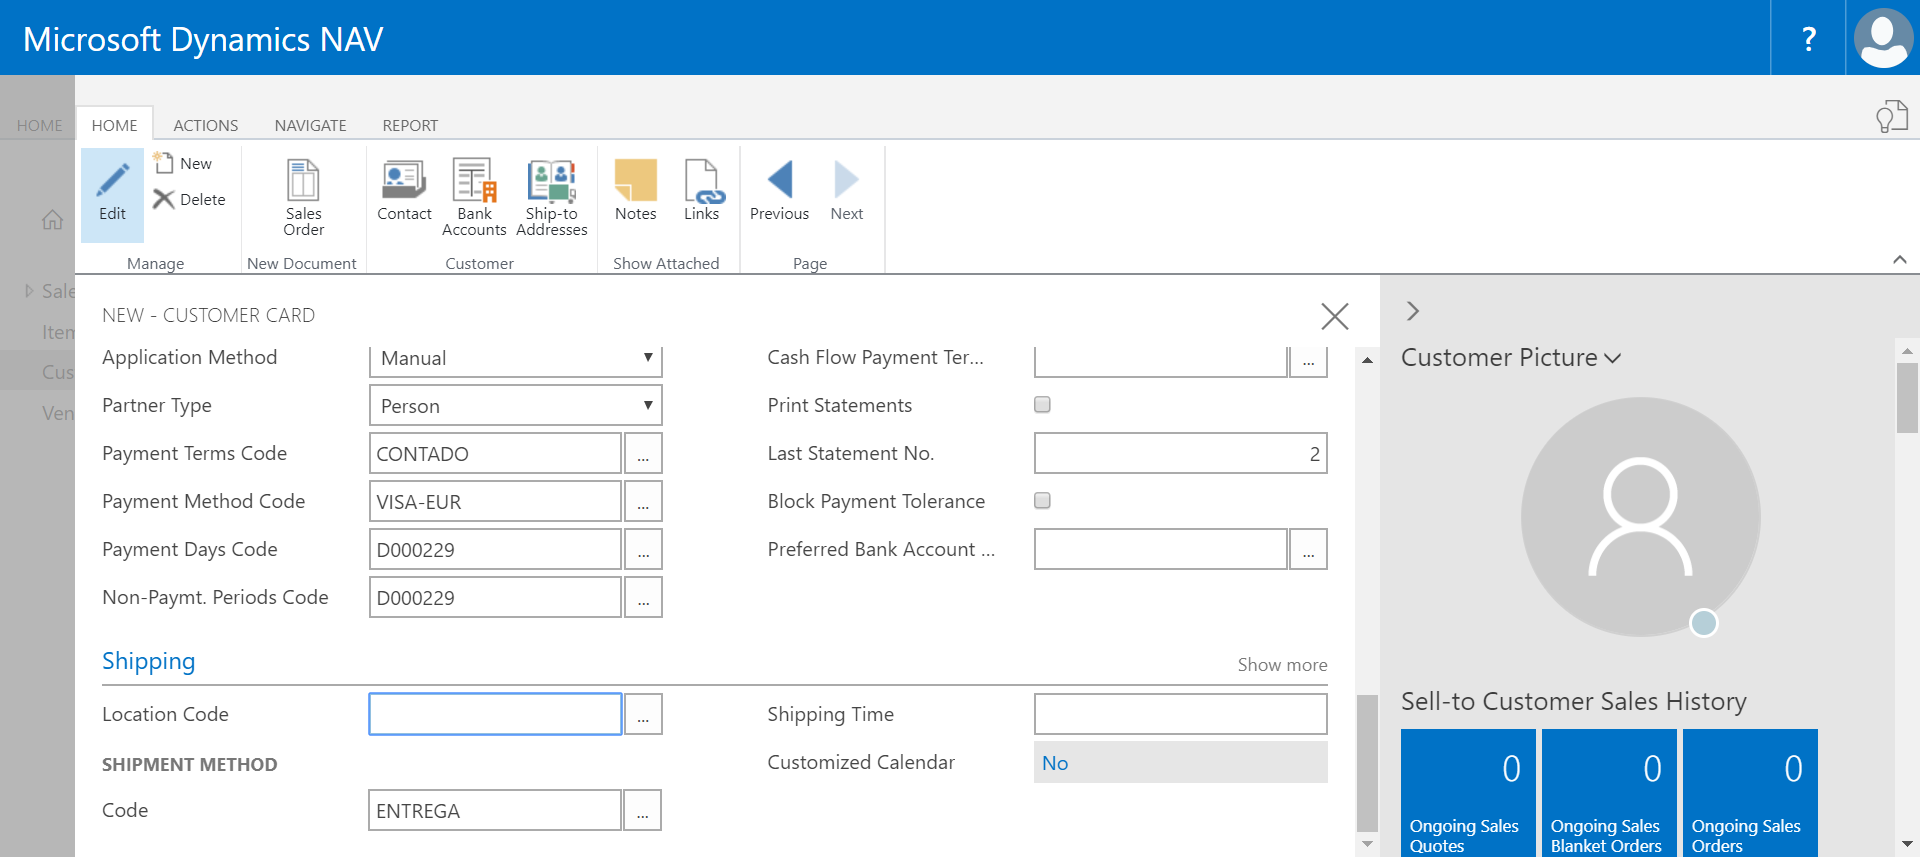 Microsoft Dynamics NAV
?
HOME
HOME
ACTIONS
NAVIGATE
REPORT
Edit
New
Delete
Manage
Sales
Order
New Document
Contact
Bank
Accounts
Ship-to
Addresses
Customer
Notes
Links
Show Attached
Previous
Next
Page
Sale
Item
Cus
Ven
NEW - CUSTOMER CARD
Application Method
Manual
Partner Type
Person
Payment Terms Code
CONTADO
...
Payment Method Code
VISA-EUR
...
Payment Days Code
D000229
...
Non-Paymt. Periods Code
D000229
...
Cash Flow Payment Ter...
...
Print Statements
Last Statement No.
2
Block Payment Tolerance
Preferred Bank Account ...
...
Shipping
Show more
Location Code
...
SHIPMENT METHOD
Code
ENTREGA
...
Shipping Time
Customized Calendar
No
Customer Picture
Sell-to Customer Sales History
0
Ongoing Sales
Quotes
0
Ongoing Sales
Blanket Orders
0
Ongoing Sales
Orders